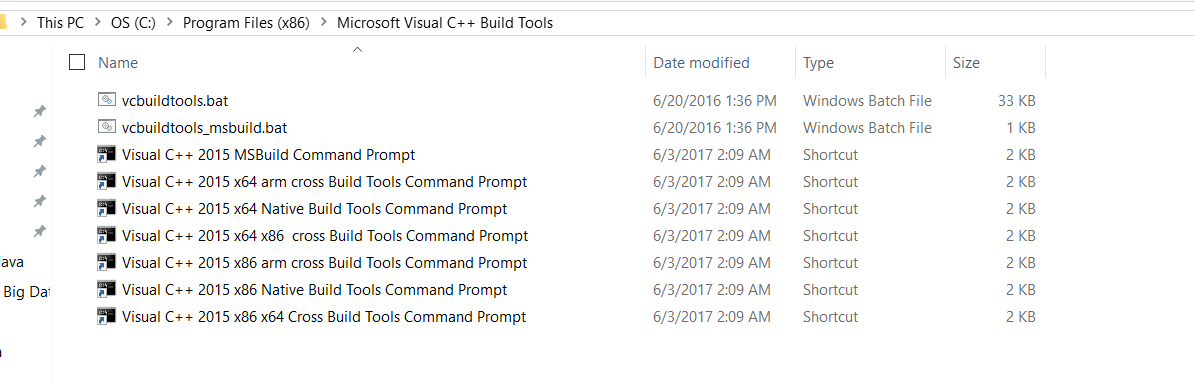 This PC > OS (C:) > Program Files (x86) > Microsoft Visual C++ Build Tools
Name Date modified Type Size
vcbuildtools.bat 6/20/2016 1:36 PM Windows Batch File 33 KB
vcbuildtools_msbuild.bat 6/20/2016 1:36 PM Windows Batch File 1 KB
Visual C++ 2015 MSBuild Command Prompt 6/3/2017 2:09 AM Shortcut 2 KB
Visual C++ 2015 x64 arm cross Build Tools Command Prompt 6/3/2017 2:09 AM Shortcut 2 KB
Visual C++ 2015 x64 Native Build Tools Command Prompt 6/3/2017 2:09 AM Shortcut 2 KB
Visual C++ 2015 x64 x86  cross Build Tools Command Prompt 6/3/2017 2:09 AM Shortcut 2 KB
Java Visual C++ 2015 x86 arm cross Build Tools Command Prompt 6/3/2017 2:09 AM Shortcut 2 KB
Big Dat Visual C++ 2015 x86 Native Build Tools Command Prompt 6/3/2017 2:09 AM Shortcut 2 KB
Visual C++ 2015 x86 x64 Cross Build Tools Command Prompt 6/3/2017 2:09 AM Shortcut 2 KB